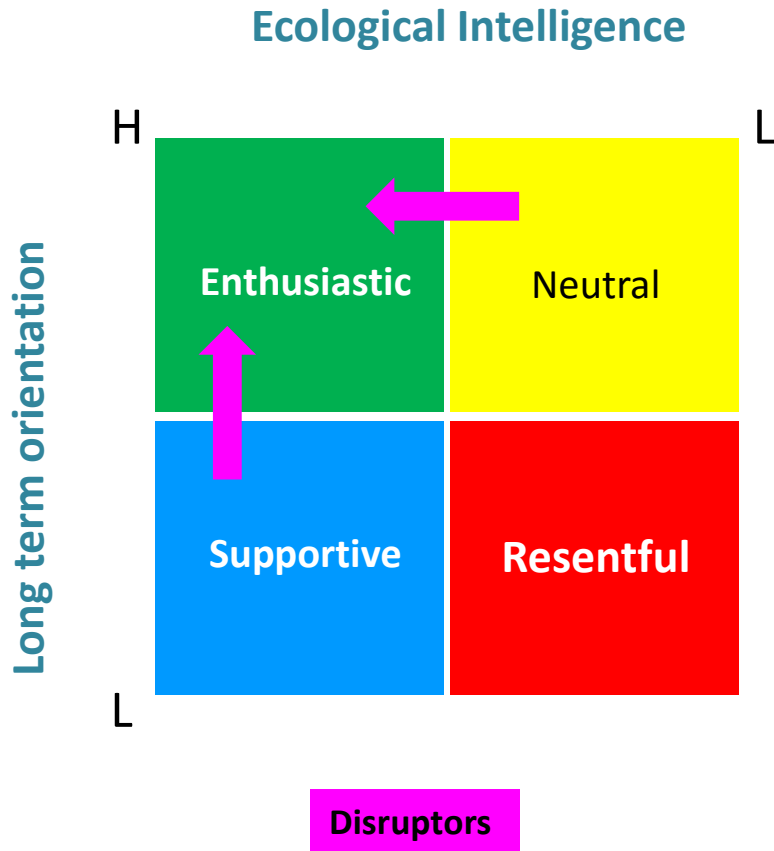 Ecological Intelligence
H
L
Enthusiastic
Neutral
Long term orientation
Supportive
Resentful
L
Disruptors